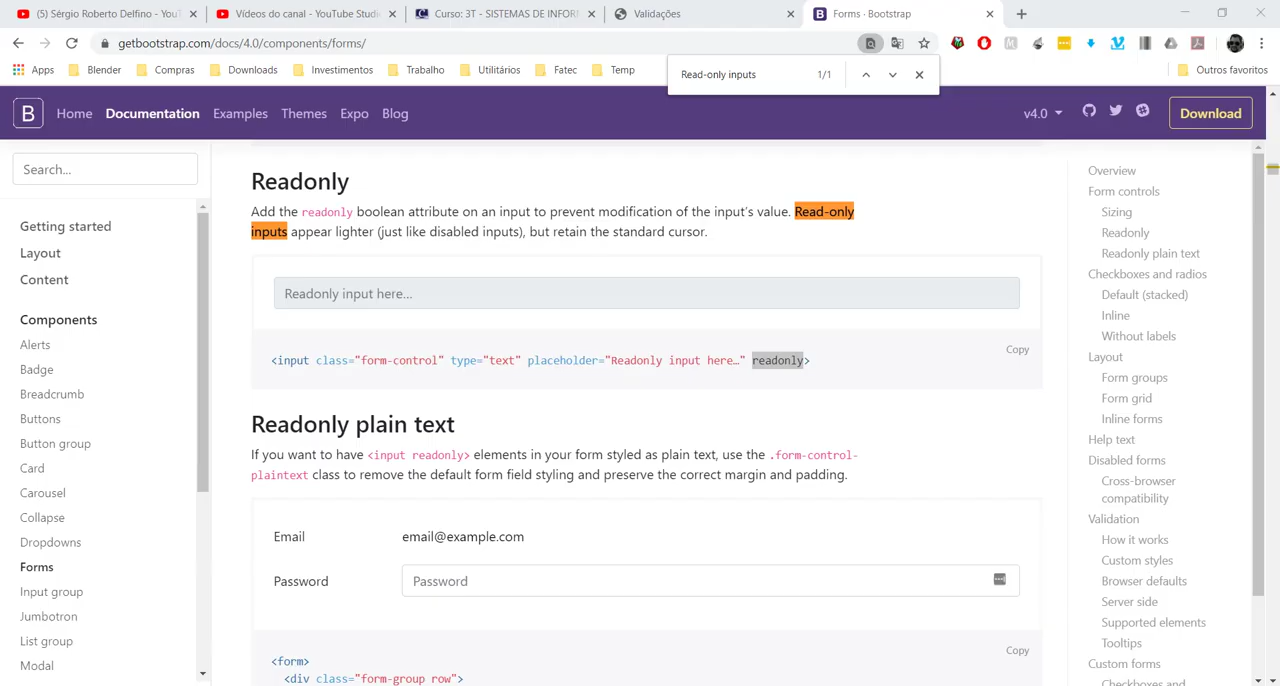 (5) Sérgio Roberto Delfino - YouT
Vídeos do canal - YouTube Studi
Curso: 3T - SISTEMAS DE INFOR
Validações
Forms · Bootstrap
getbootstrap.com/docs/4.0/components/forms/
Apps
Blender
Compras
Downloads
Investimentos
Trabalho
Utilitários
Fatec
Temp
Outros favoritos
Read-only inputs
1/1
B
Home
Documentation
Examples
Themes
Expo
Blog
v4.0
Download
Search...
Getting started
Layout
Content
Components
Alerts
Badge
Breadcrumb
Buttons
Button group
Card
Carousel
Collapse
Dropdowns
Forms
Input group
Jumbotron
List group
Modal
Readonly
Add the readonly boolean attribute on an input to prevent modification of the input's value. Read-only
inputs appear lighter (just like disabled inputs), but retain the standard cursor.
Readonly input here...
Copy
<input class="form-control" type="text" placeholder="Readonly input here…" readonly>
Readonly plain text
If you want to have <input readonly> elements in your form styled as plain text, use the .form-control-
plaintext class to remove the default form field styling and preserve the correct margin and padding.
Email
email@example.com
Password
Password
Copy
<form>
<div class="form-group row">
Overview
Form controls
Sizing
Readonly
Readonly plain text
Checkboxes and radios
Default (stacked)
Inline
Without labels
Layout
Form groups
Form grid
Inline forms
Help text
Disabled forms
Cross-browser
compatibility
Validation
How it works
Custom styles
Browser defaults
Server side
Supported elements
Tooltips
Custom forms
Checkboxes and